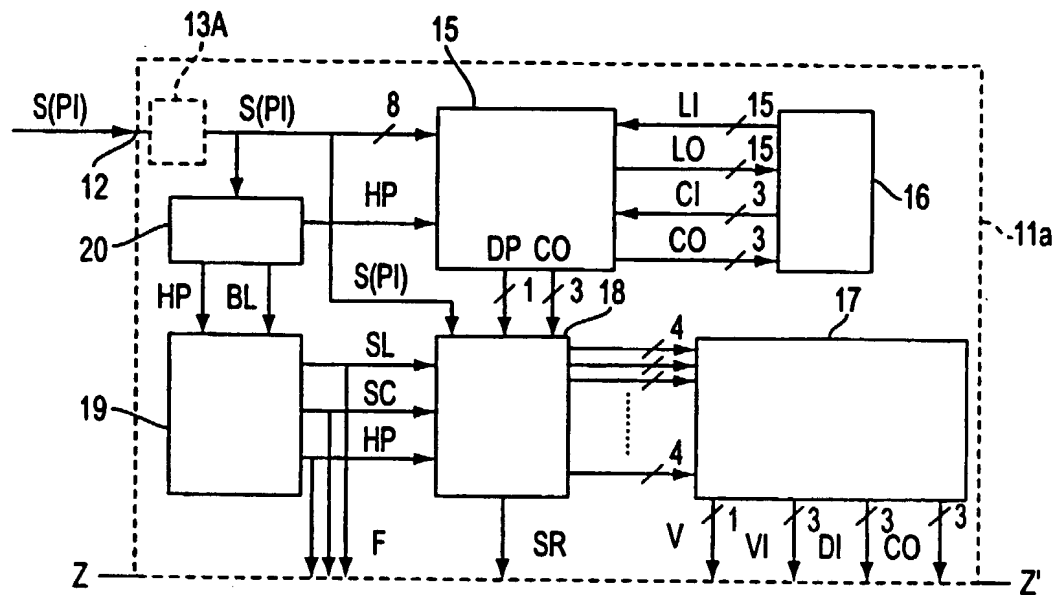 13A
15
S(PI)
S(PI)
8
LI
15
LO
15
CI
3
CO
3
12
16
11a
20
HP
DP
CO
1
3
HP
BL
S(PI)
18
17
19
SL
SC
HP
4
4
F
SR
V
1
VI
3
DI
3
CO
3
Z
Z'